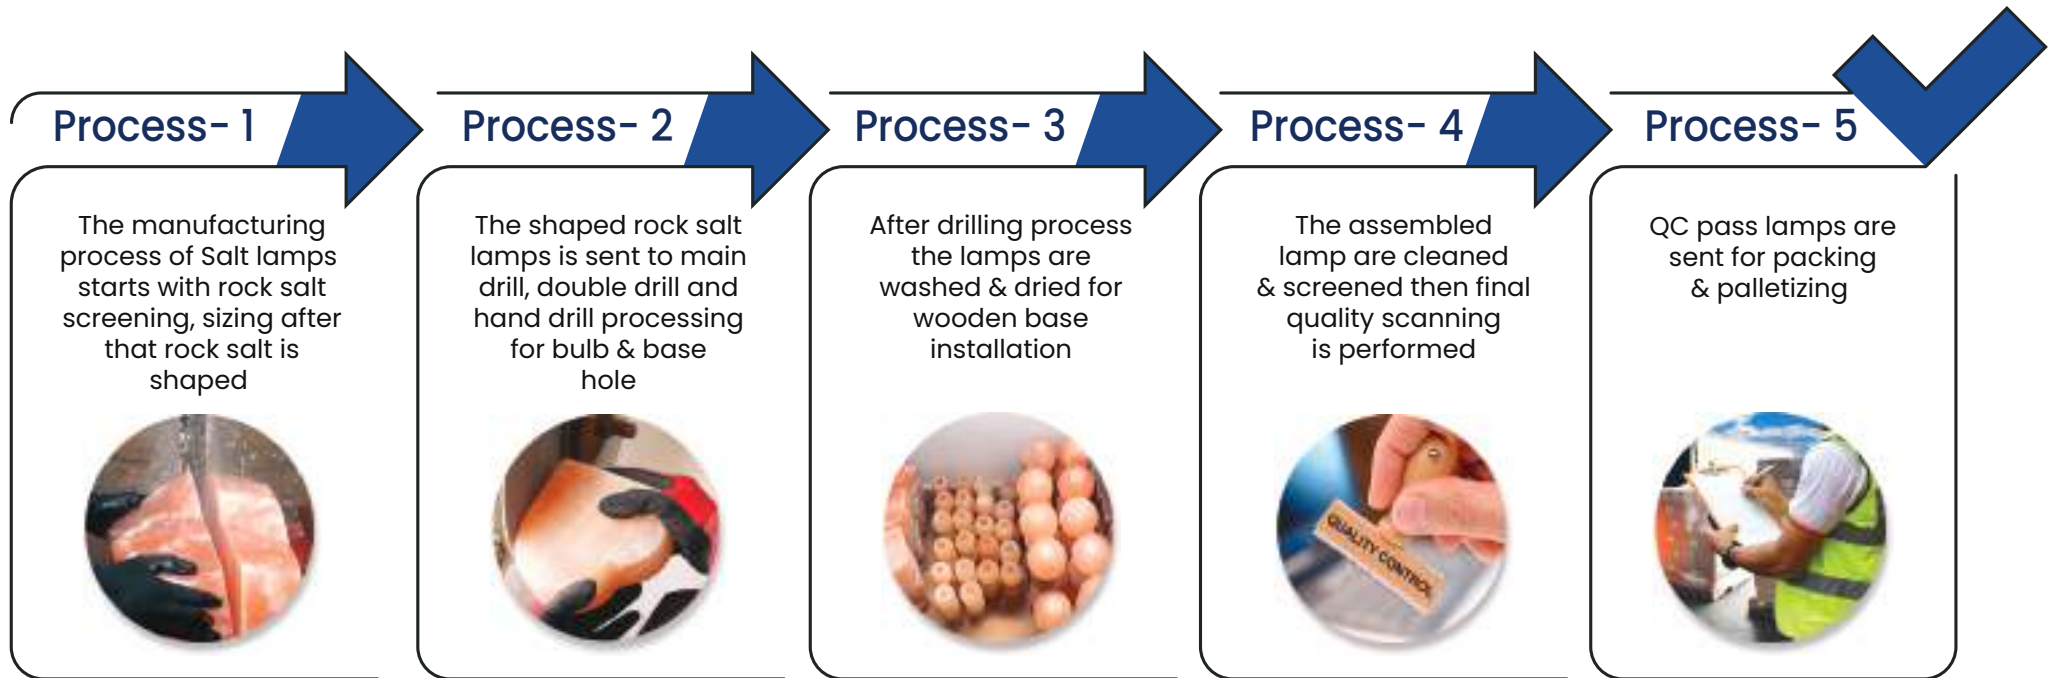 Process- 1
The manufacturing
process of Salt lamps
starts with rock salt
screening, sizing after
that rock salt is
shaped
Process- 2
The shaped rock salt
lamps is sent to main
drill, double drill and
hand drill processing
for bulb & base
hole
Process- 3
After drilling process
the lamps are
washed & dried for
wooden base
installation
Process- 4
The assembled
lamp are cleaned
& screened then final
quality scanning
is performed
QUALITY CONTROL
Process- 5
QC pass lamps are
sent for packing
& palletizing